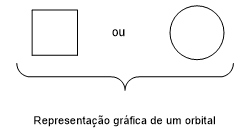 ou
Representação gráfica de um orbital